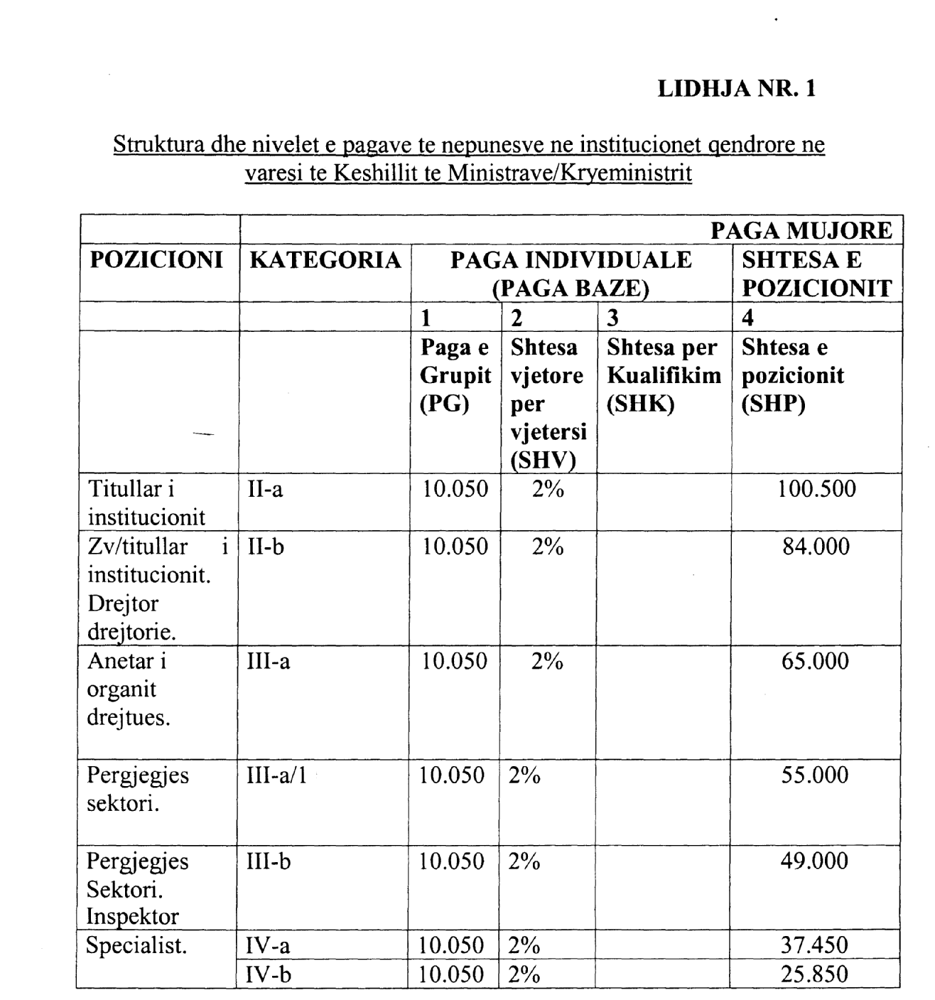 LIDHJA NR. 1
Struktura dhe nivelet e pagave te nepunesve ne institucionet qendrore ne
varesi te Keshillit te Ministrave/Kryeministrit
PAGA MUJORE
POZICIONI KATEGORIA PAGA INDIVIDUALE SHTESA E
(PAGA BAZE) POZICIONIT
1 2 3 4
Paga e Shtesa Shtesa per Shtesa e
Grupit vjetore Kualifikim pozicionit
(PG) per (SHK) (SHP)
vjetersi
(SHV)
Titullar i II-a 10.050 2% 100.500
institucionit
Zv/titullar i II-b 10.050 2% 84.000
institucionit.
Drejtor
drejtorie.
Anetar i III-a 10.050 2% 65.000
organit
drejtues.
Pergjegjes III-a/1 10.050 2% 55.000
sektori.
Pergjegjes III-b 10.050 2% 49.000
Sektori.
Inspektor
Specialist. IV-a 10.050 2% 37.450
IV-b 10.050 2% 25.850